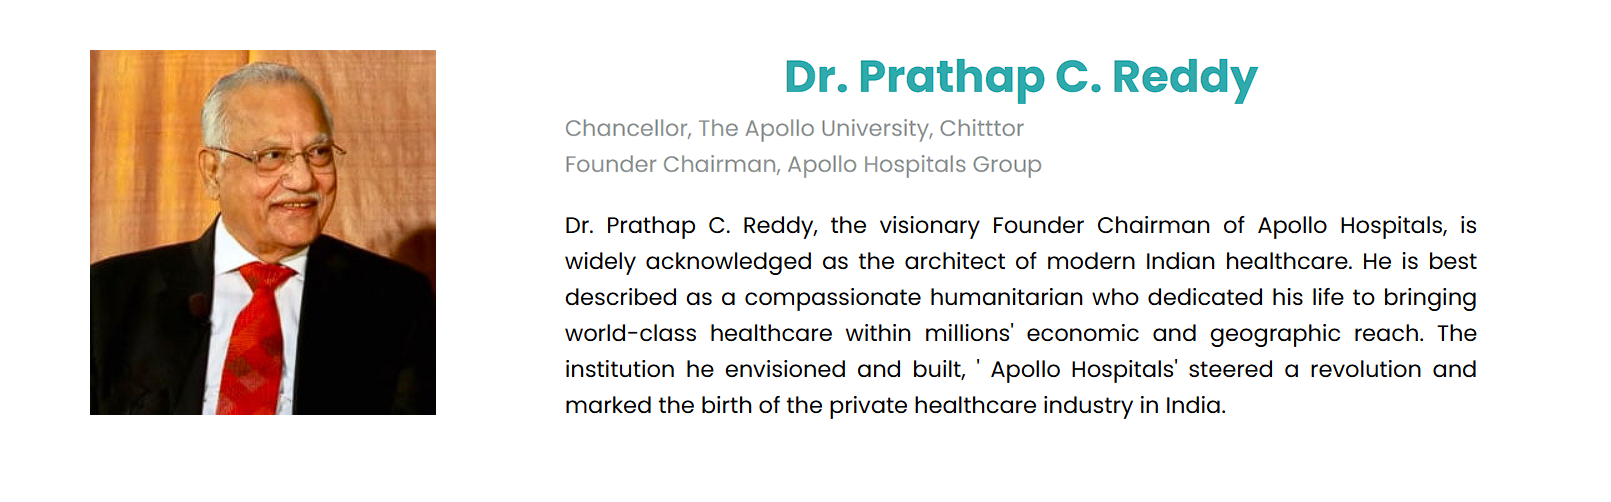 Dr. Prathap C. Reddy
Chancellor, The Apollo University, Chitttor
Founder Chairman, Apollo Hospitals Group
Dr. Prathap C. Reddy, the visionary Founder Chairman of Apollo Hospitals, is
widely acknowledged as the architect of modern Indian healthcare. He is best
described as a compassionate humanitarian who dedicated his life to bringing
world-class healthcare within millions' economic and geographic reach. The
institution he envisioned and built, ' Apollo Hospitals' steered a revolution and
marked the birth of the private healthcare industry in India.